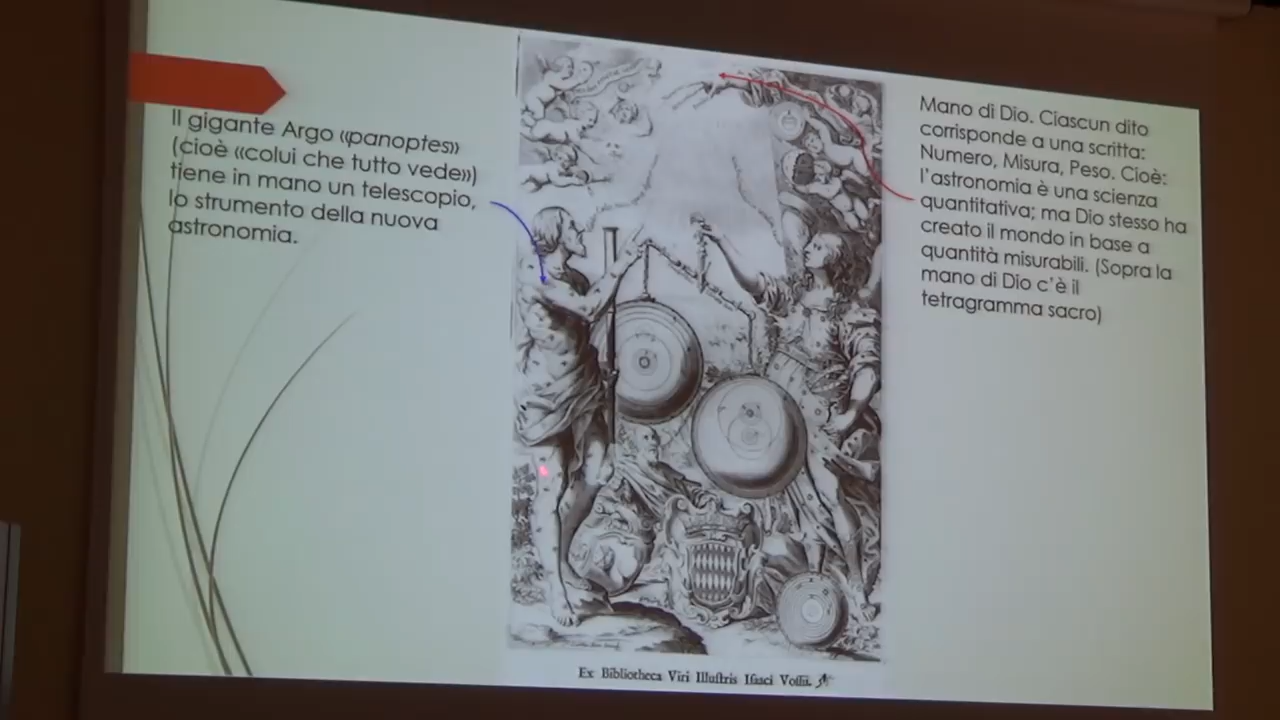 Il gigante Argo «panoptes»
(cioè «colui che tutto vede»)
tiene in mano un telescopio,
lo strumento della nuova
astronomia.
Mano di Dio. Ciascun dito
corrisponde a una scritta:
Numero, Misura, Peso. Cioè:
l'astronomia è una scienza
quantitativa; ma Dio stesso ha
creato il mondo in base a
quantità misurabili. (Sopra la
mano di Dio c'è il
tetragramma sacro)
Ex Bibliotheca Viri Illuſtris Iſaaci Voſſii.